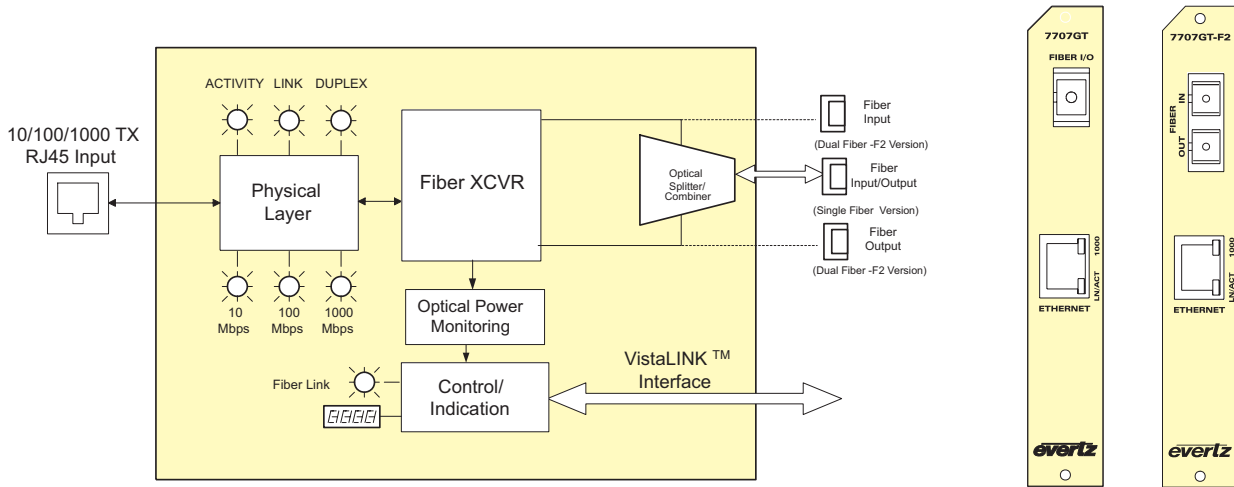 ACTIVITY LINK DUPLEX
10/100/1000 TX
RJ45 Input
Physical
Layer
10
Mbps
100
Mbps
1000
Mbps
Fiber XCVR
Optical Power
Monitoring
Fiber Link
Control/
Indication
Optical
Splitter/
Combiner
Fiber
Input
(Dual Fiber -F2 Version)
Fiber
Input/Output
(Single Fiber Version)
Fiber
Output
(Dual Fiber -F2 Version)
VistaLINK TM
Interface
7707GT
FIBER I/O
LN/ACT 1000
ETHERNET
evertz
7707GT-F2
FIBER
IN
OUT
LN/ACT 1000
ETHERNET
evertz